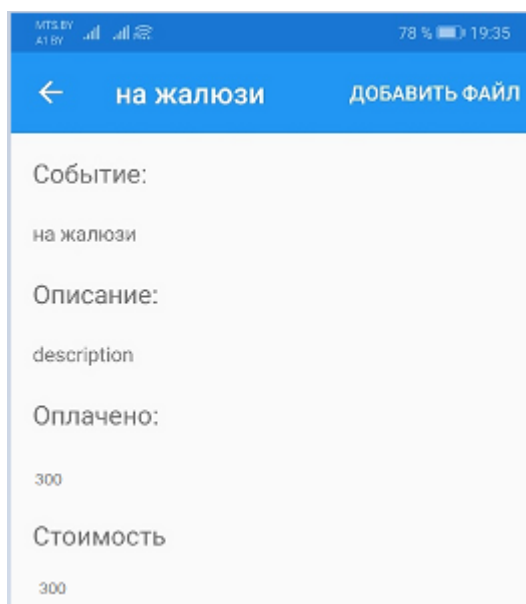 MTS.BY
A1 BY
78 % 19:35
на жалюзи ДОБАВИТЬ ФАЙЛ
Событие:
на жалюзи
Описание:
description
Оплачено:
300
Стоимость
300